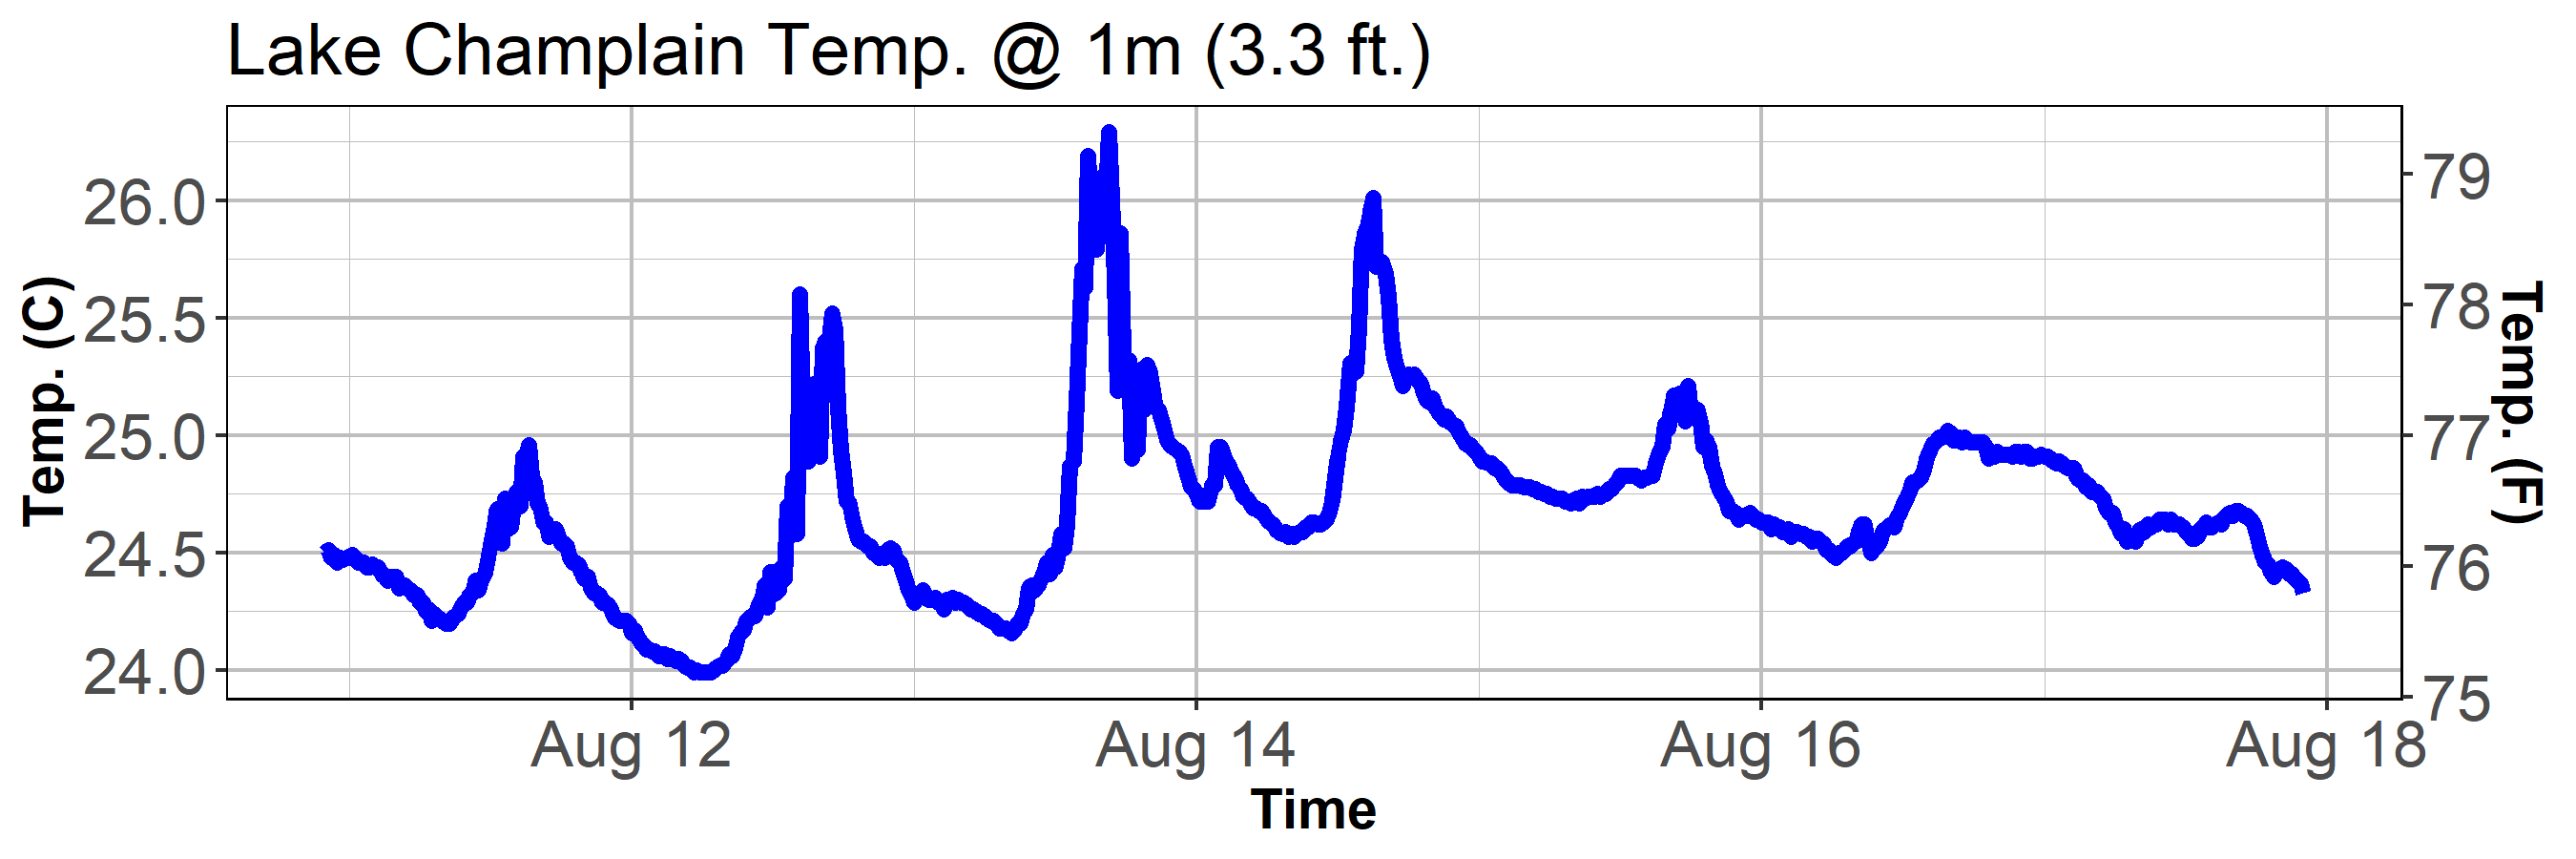 Lake Champlain Temp. @ 1m (3.3 ft.)
Temp. (C)
26.0
25.5
25.0
24.5
24.0
79
78
77
76
75
Temp. (F)
Aug 12 Aug 14 Aug 16 Aug 18
Time